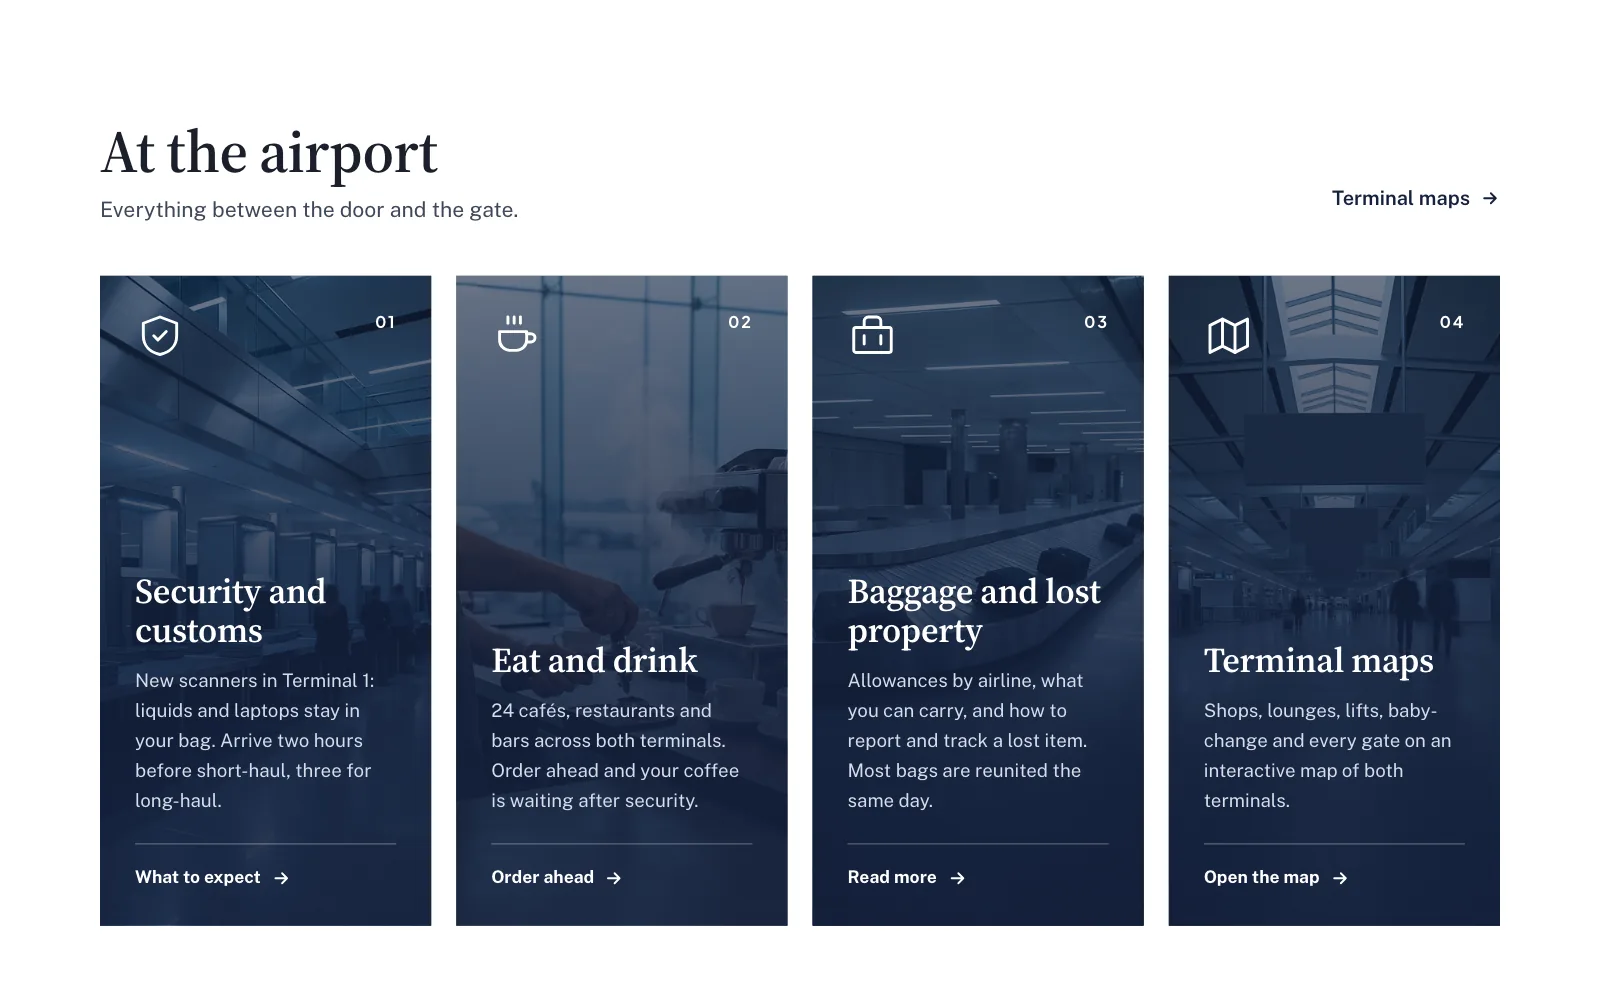 At the airport
Everything between the door and the gate.
Terminal maps
01
Security and
customs
New scanners in Terminal 1:
liquids and laptops stay in
your bag. Arrive two hours
before short-haul, three for
long-haul.
What to expect
02
Eat and drink
24 cafés, restaurants and
bars across both terminals.
Order ahead and your coffee
is waiting after security.
Order ahead
03
Baggage and lost
property
Allowances by airline, what
you can carry, and how to
report and track a lost item.
Most bags are reunited the
same day.
Read more
04
Terminal maps
Shops, lounges, lifts, baby-
change and every gate on an
interactive map of both
terminals.
Open the map